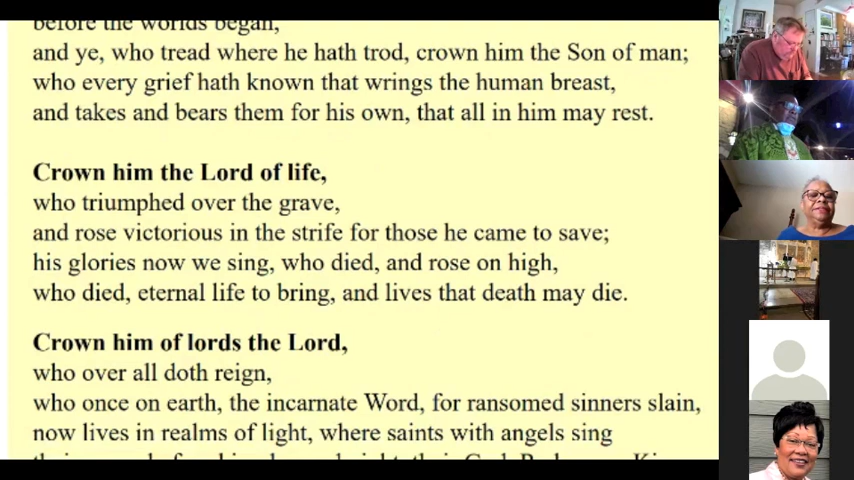 before the worlds began,
and ye, who tread where he hath trod, crown him the Son of man;
who every grief hath known that wrings the human breast,
and takes and bears them for his own, that all in him may rest.
Crown him the Lord of life,
who triumphed over the grave,
and rose victorious in the strife for those he came to save;
his glories now we sing, who died, and rose on high,
who died, eternal life to bring, and lives that death may die.
Crown him of lords the Lord,
who over all doth reign,
who once on earth, the incarnate Word, for ransomed sinners slain,
now lives in realms of light, where saints with angels sing